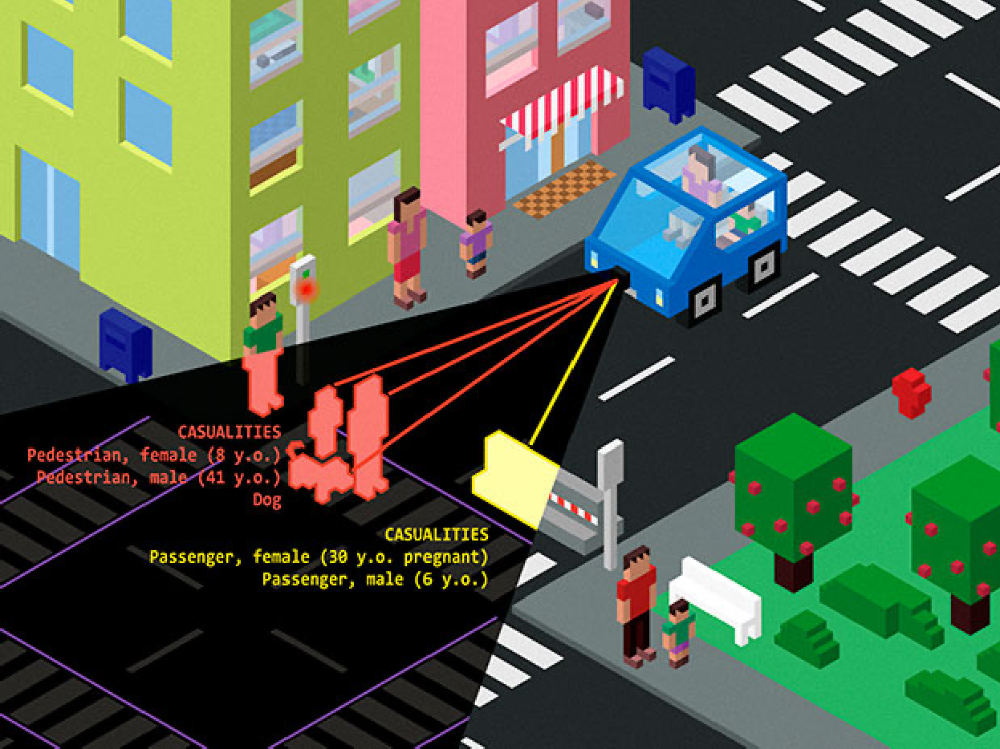 CASUALITIES
Pedestrian, female (8 y.o.)
Pedestrian, male (41 y.o.)
Dog
CASUALITIES
Passenger, female (30 y.o. pregnant)
Passenger, male (6 y.o.)